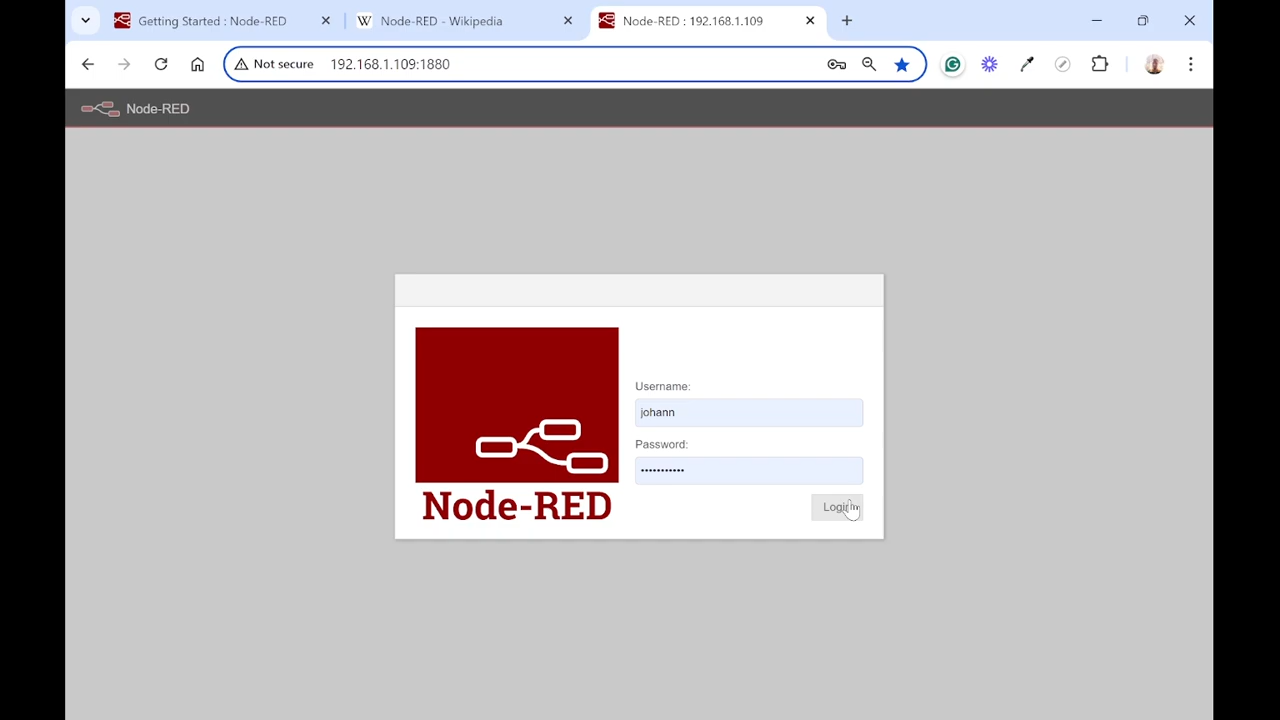 Getting Started : Node-RED
Node-RED - Wikipedia
Node-RED : 192.168.1.109
Not secure
192.168.1.109:1880
Node-RED
Username:
johann
Password:
•••••••••••
Login
Node-RED